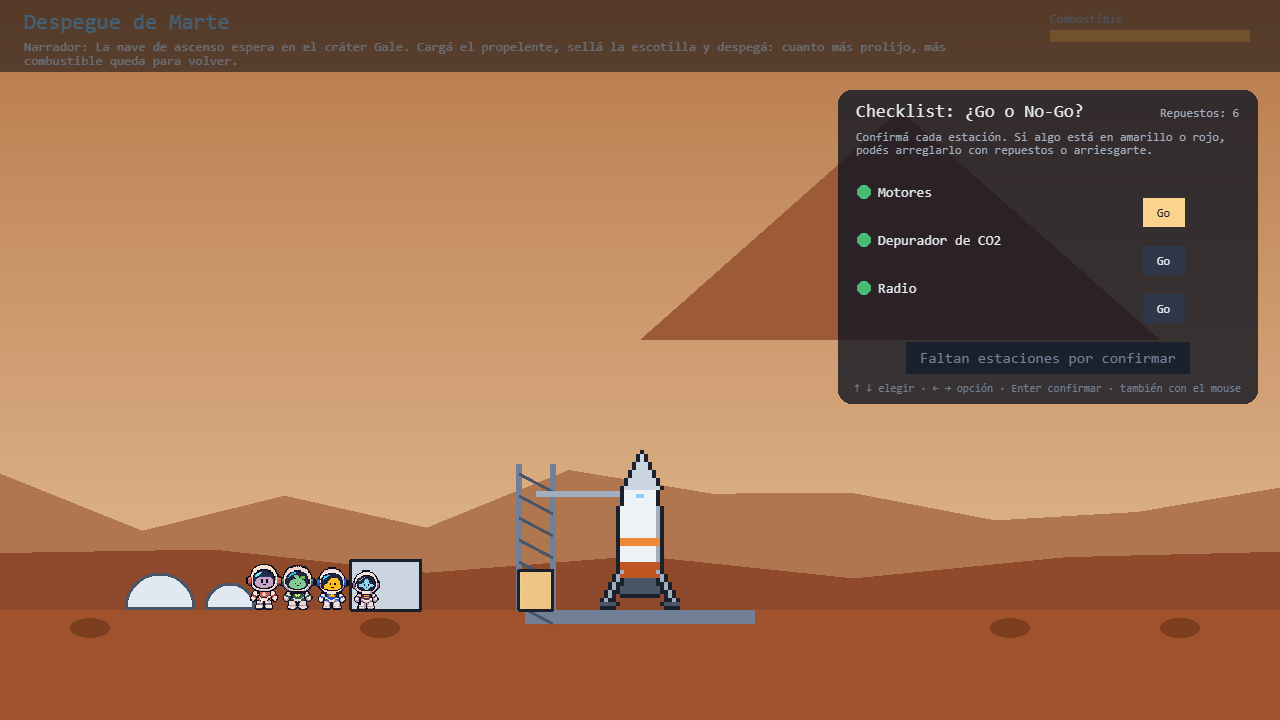 Despegue de Marte
Combustible
Narrador: La nave de ascenso espera en el cráter Gale. Cargá el propelente, sellá la escotilla y despegá: cuanto más prolijo, más
combustible queda para volver.
Checklist: ¿Go o No-Go?
Repuestos: 6
Confirmá cada estación. Si algo está en amarillo o rojo,
podés arreglarlo con repuestos o arriesgarte.
Motores
Go
Depurador de CO2
Go
Radio
Go
Faltan estaciones por confirmar
↑ ↓ elegir · ← → opción · Enter confirmar · también con el mouse